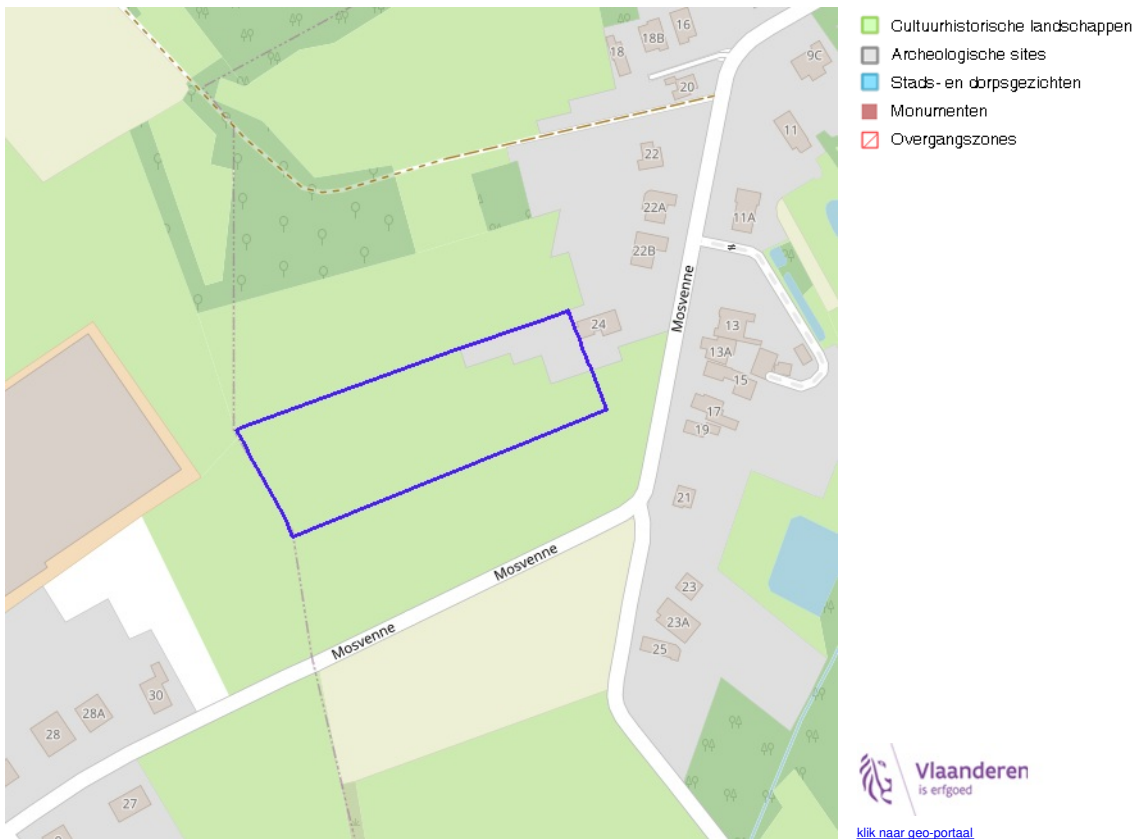 16
18B
18
9C
20
11
22
22A
11A
22B
Mosvenne
24
13
13A
15
17
19
21
Mosvenne
23
23A
Mosvenne
25
30
28A
28
27
Cultuurhistorische landschappen
Archeologische sites
Stads- en dorpsgezichten
Monumenten
Overgangszones
Vlaanderen
is erfgoed
klik naar geo-portaal